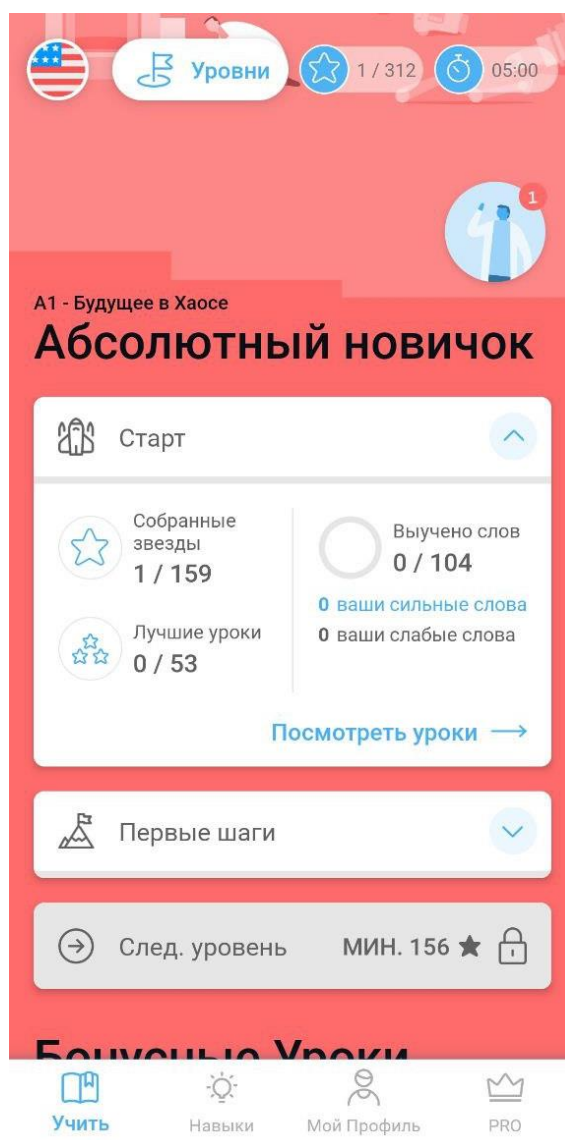 Уровни
1 / 312
05:00
1
A1 - Будущее в Хаосе
Абсолютный новичок
Старт
Собранные
звезды
1 / 159
Лучшие уроки
0 / 53
Выучено слов
0 / 104
0 ваши сильные слова
0 ваши слабые слова
Посмотреть уроки →
Первые шаги
След. уровень МИН. 156 ★
Бонусные Уроки
Учить
Навыки
Мой Профиль
PRO